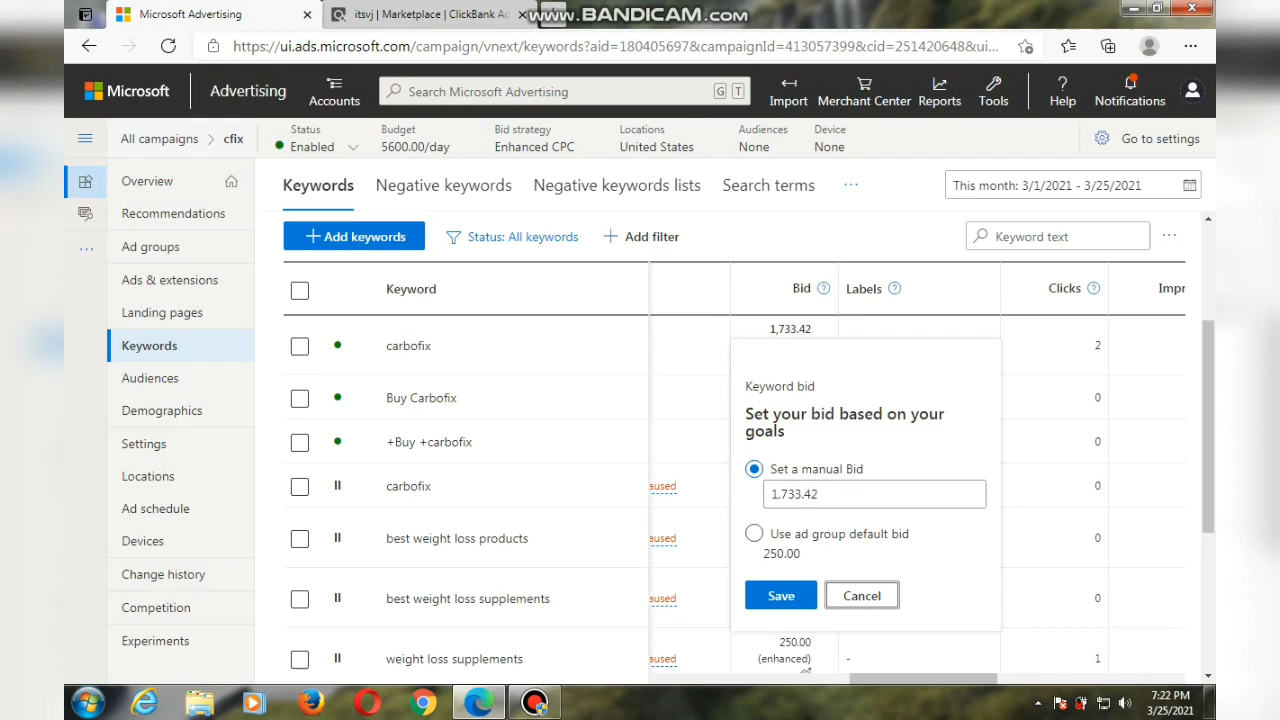 Microsoft Advertising
itsvj | Marketplace | ClickBank Ad
www.BANDICAM.com
https://ui.ads.microsoft.com/campaign/vnext/keywords?aid=180405697&campaignId=413057399&cid=251420648&ui...
Microsoft
Advertising
Accounts
Search Microsoft Advertising
G T
Import
Merchant Center
Reports
Tools
Help
Notifications
All campaigns > cfix
Status
Enabled
Budget
5600.00/day
Bid strategy
Enhanced CPC
Locations
United States
Audiences
None
Device
None
Go to settings
Overview
Recommendations
Ad groups
Ads & extensions
Landing pages
Keywords
Audiences
Demographics
Settings
Locations
Ad schedule
Devices
Change history
Competition
Experiments
Keywords
Negative keywords
Negative keywords lists
Search terms
...
This month: 3/1/2021 - 3/25/2021
+ Add keywords
Status: All keywords
+ Add filter
Keyword text
...
Keyword
Bid ?
Labels ?
Clicks ?
Impr
1,733.42
carbofix
2
Buy Carbofix
0
+Buy +carbofix
0
carbofix
aused
0
best weight loss products
aused
0
best weight loss supplements
aused
0
weight loss supplements
aused
250.00
(enhanced)
-
1
Keyword bid
Set your bid based on your
goals
Set a manual Bid
1,733.42
Use ad group default bid
250.00
Save
Cancel
7:22 PM
3/25/2021